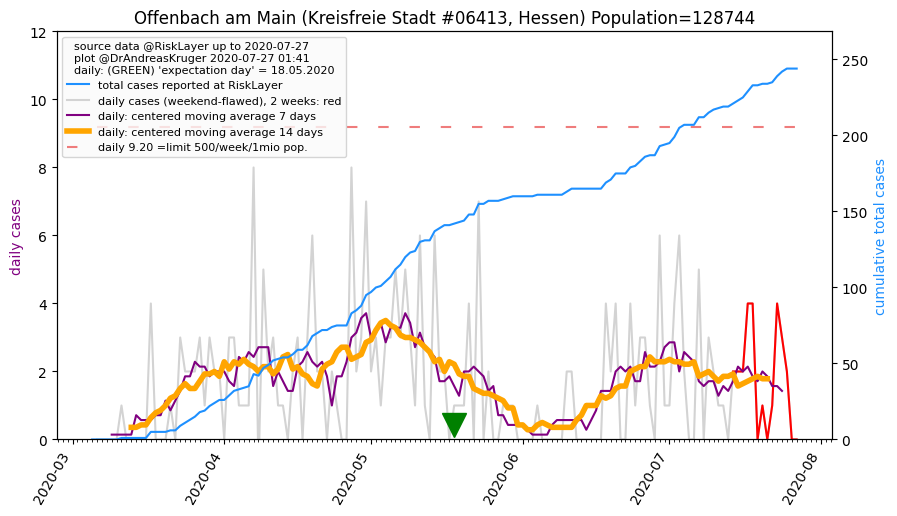 Offenbach am Main (Kreisfreie Stadt #06413, Hessen) Population=128744
source data @RiskLayer up to 2020-07-27
plot @DrAndreasKruger 2020-07-27 01:41
daily: (GREEN) 'expectation day' = 18.05.2020
total cases reported at RiskLayer
daily cases (weekend-flawed), 2 weeks: red
daily: centered moving average 7 days
daily: centered moving average 14 days
daily 9.20 =limit 500/week/1mio pop.
daily cases
12
10
8
6
4
2
0
cumulative total cases
250
200
150
100
50
0
2020-03
2020-04
2020-05
2020-06
2020-07
2020-08